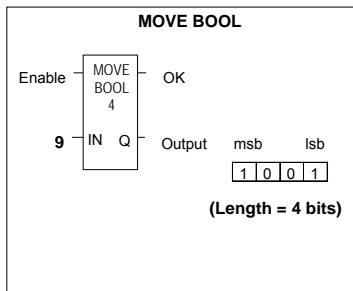 MOVE BOOL
Enable MOVE OK
BOOL
4
9 IN Q Output msb lsb
1 0 0 1
(Length = 4 bits)